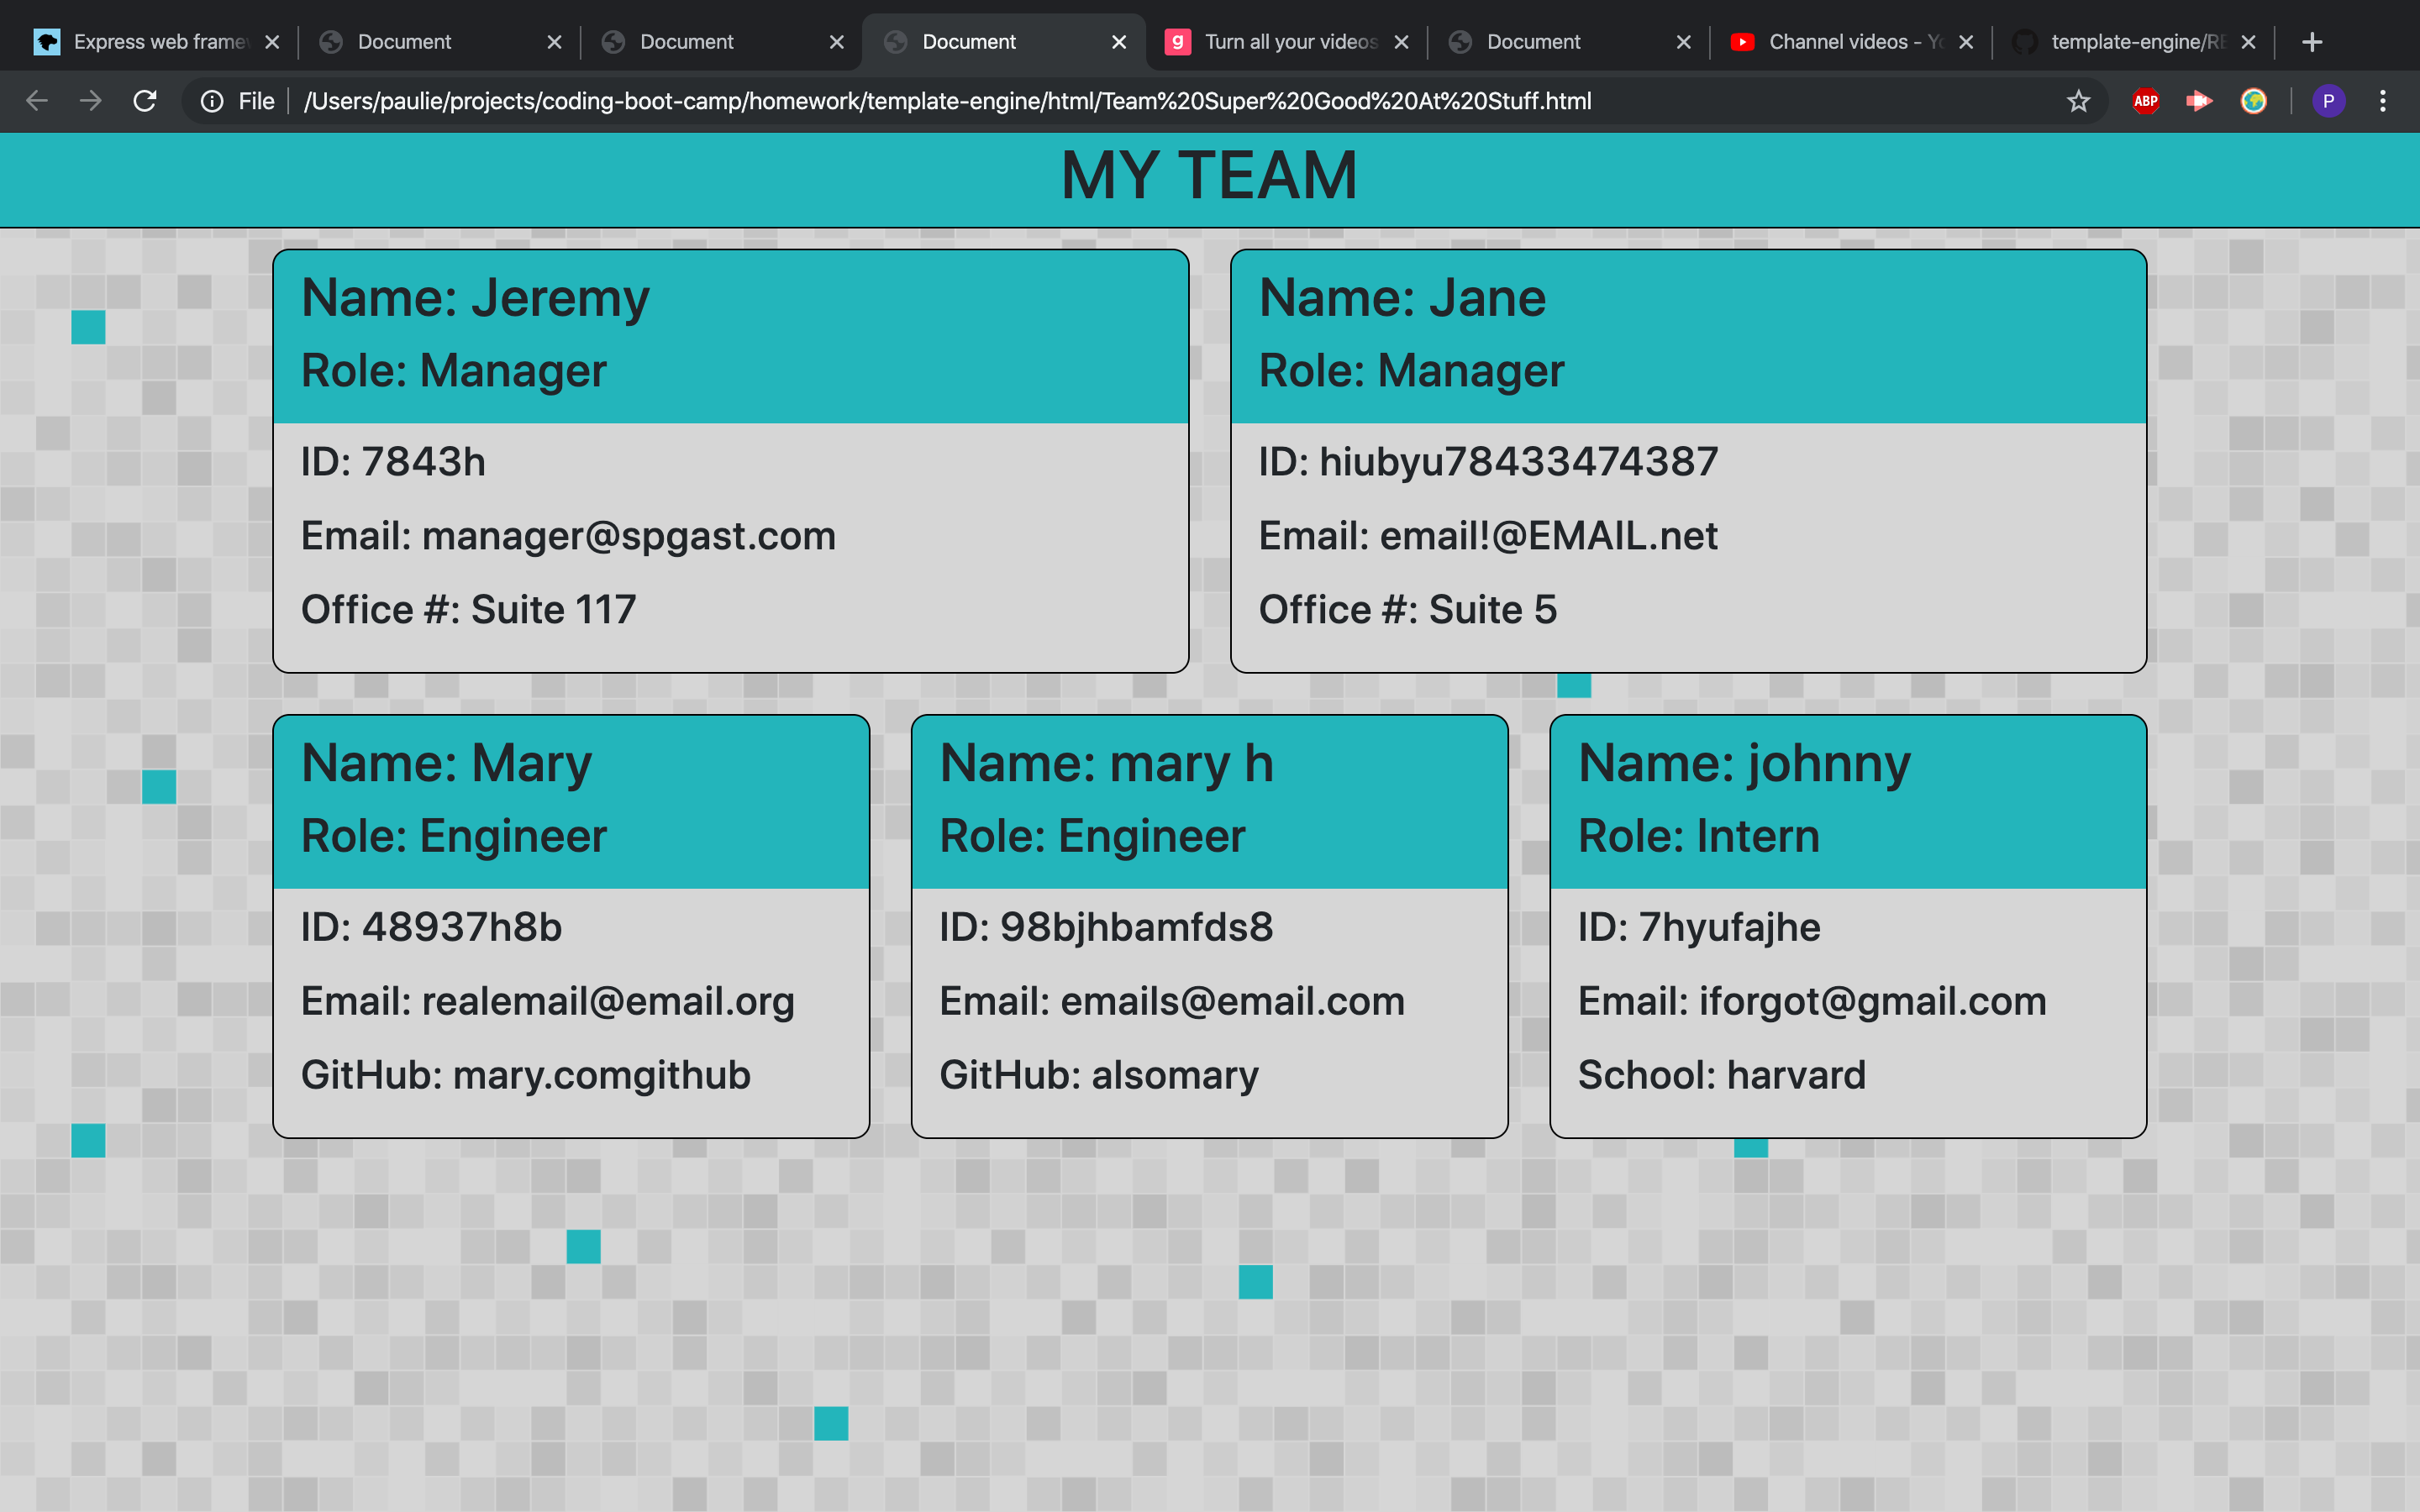 Express web frame
Document
Document
Document
Turn all your videos
Document
Channel videos - Yo
template-engine/RE
File /Users/paulie/projects/coding-boot-camp/homework/template-engine/html/Team%20Super%20Good%20At%20Stuff.html
ABP
P
MY TEAM
Name: Jeremy
Role: Manager
ID: 7843h
Email: manager@spgast.com
Office #: Suite 117
Name: Jane
Role: Manager
ID: hiubyu78433474387
Email: email!@EMAIL.net
Office #: Suite 5
Name: Mary
Role: Engineer
ID: 48937h8b
Email: realemail@email.org
GitHub: mary.comgithub
Name: mary h
Role: Engineer
ID: 98bjhbamfds8
Email: emails@email.com
GitHub: alsomary
Name: johnny
Role: Intern
ID: 7hyufajhe
Email: iforgot@gmail.com
School: harvard